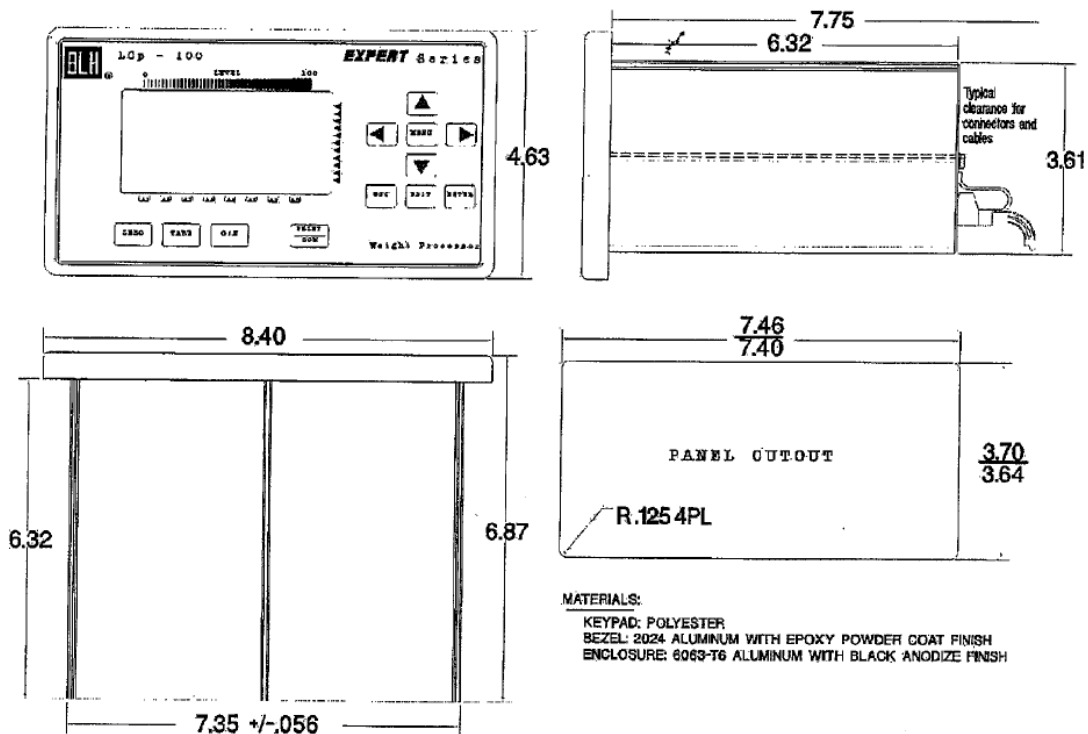 BLH
LCp - 100
EXPERT Series
0 LEVEL 100
MENU
EDIT
ENTER
ZERO
TARE
G/N
PRINT
Weight Processor
4.63
7.75
6.32
Typical
clearance for
connectors and
cables
3.61
8.40
6.32
6.87
7.35 +/-.056
7.46
7.40
PANEL CUTOUT
3.70
3.64
R.125 4PL
MATERIALS:
KEYPAD: POLYESTER
BEZEL: 2024 ALUMINUM WITH EPOXY POWDER COAT FINISH
ENCLOSURE: 6063-T6 ALUMINUM WITH BLACK ANODIZE FINISH